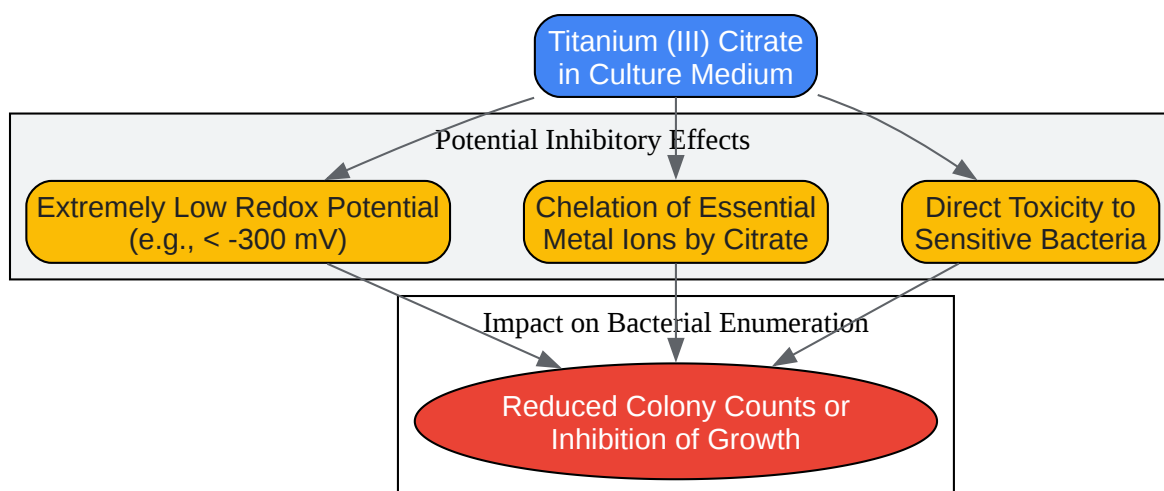 Titanium (III) Citrate
in Culture Medium
Potential Inhibitory Effects
Extremely Low Redox Potential
(e.g., < -300 mV)
Chelation of Essential
Metal Ions by Citrate
Direct Toxicity to
Sensitive Bacteria
Impact on Bacterial Enumeration
Reduced Colony Counts or
Inhibition of Growth